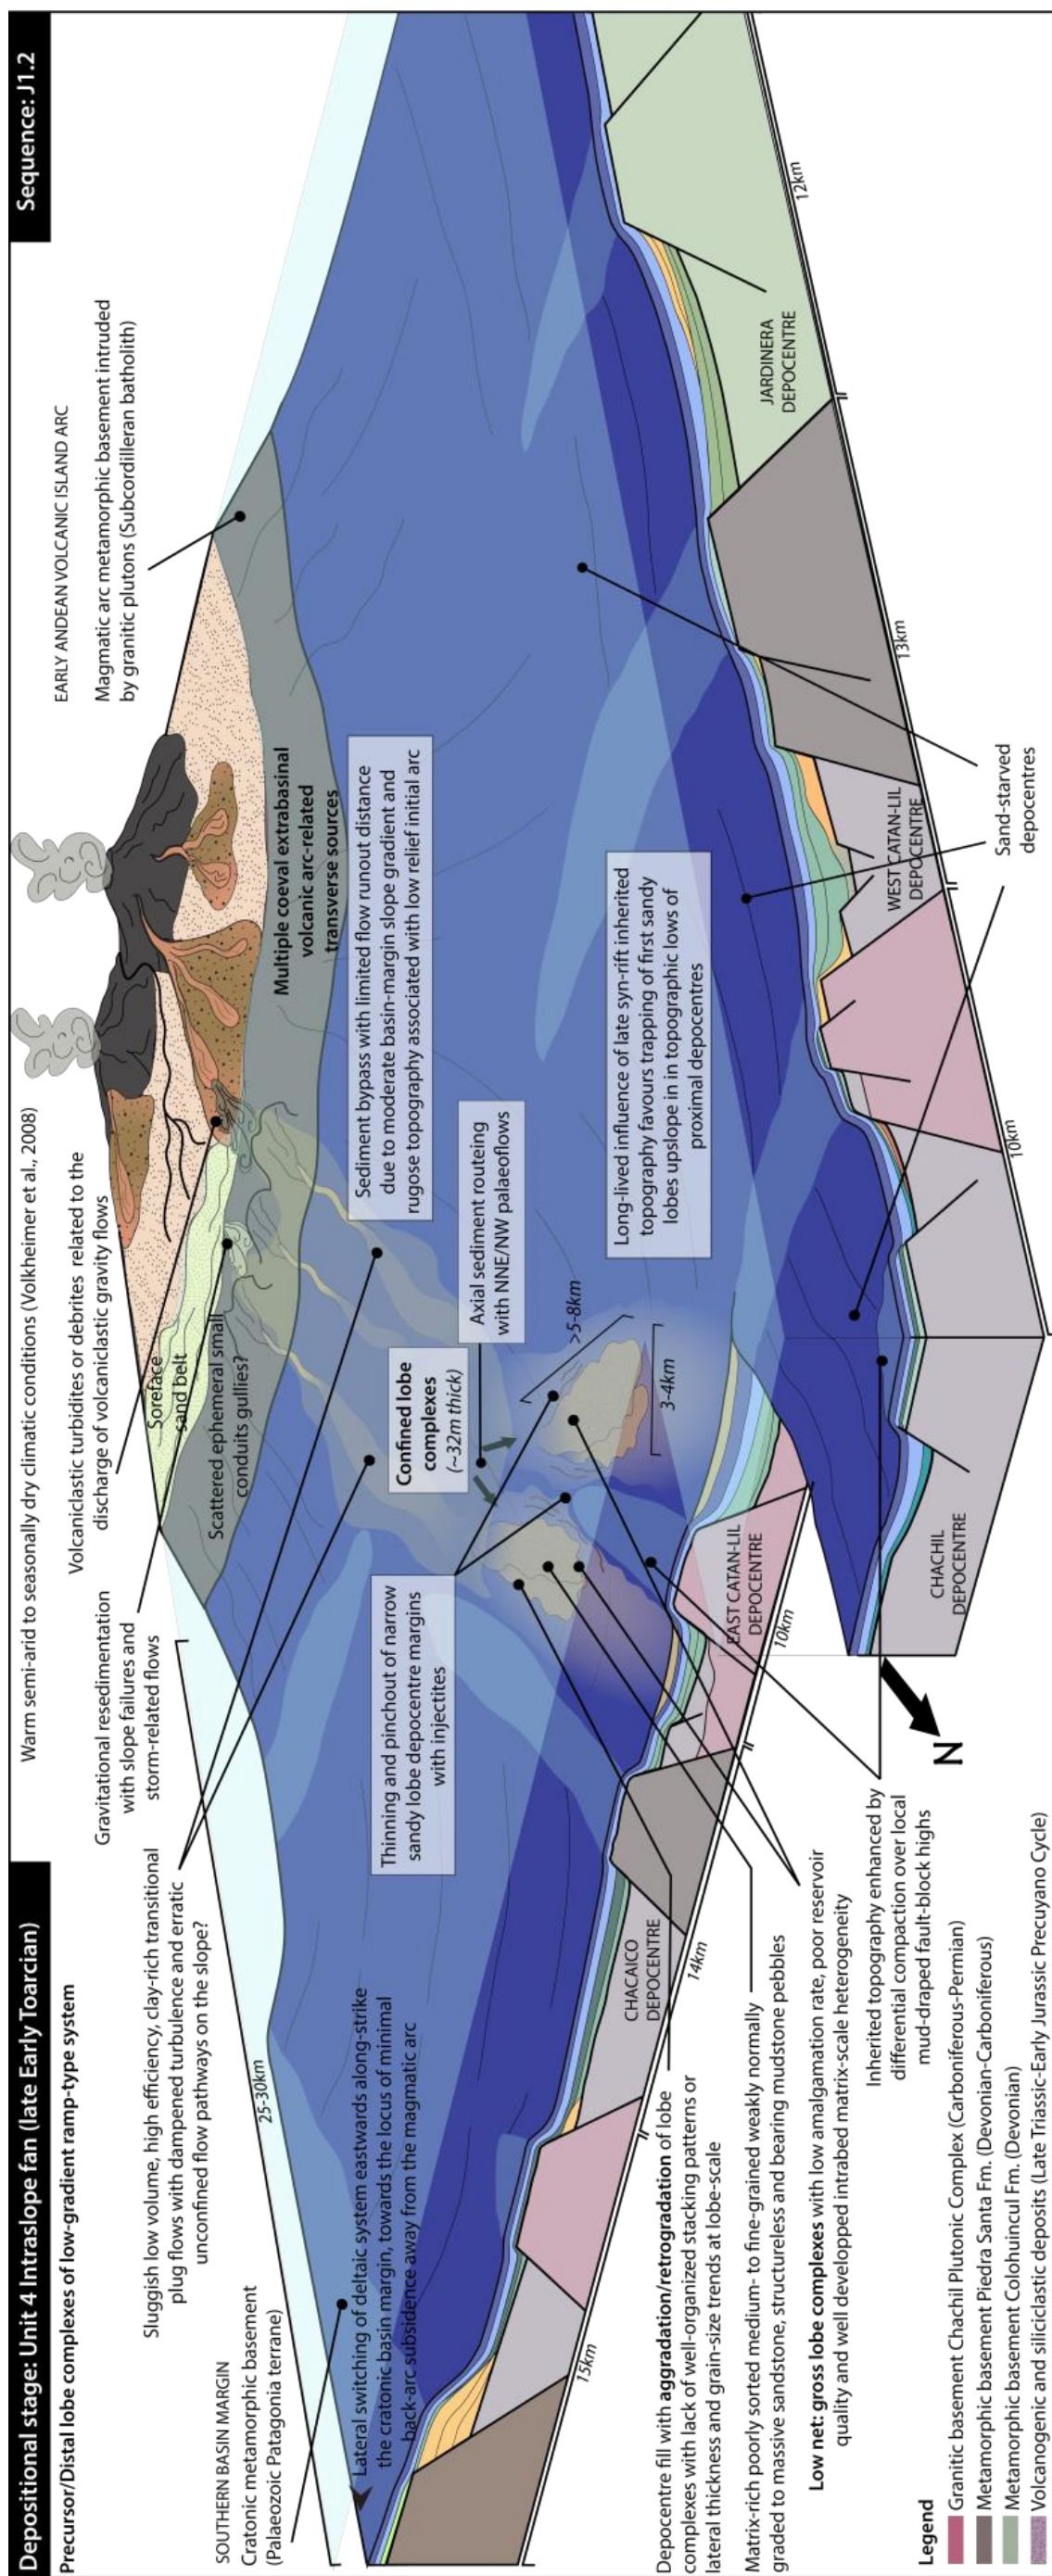 Depositional stage: Unit 4 Intraslope fan (late Early Toarcian)
Sequence: J1.2
Precursor/Distal lobe complexes of low-gradient ramp-type system
Warm semi-arid to seasonally dry climatic conditions (Volkheimer et al., 2008)
EARLY ANDEAN VOLCANIC ISLAND ARC
Magmatic arc metamorphic basement intruded
by granitic plutons (Subcordilleran batholith)
Volcaniclastic turbidites or debrites related to the
discharge of volcaniclastic gravity flows
Gravitational resedimentation
with slope failures and
storm-related flows
Sluggish low volume, high efficiency, clay-rich transitional
plug flows with dampened turbulence and erratic
unconfined flow pathways on the slope?
SOUTHERN BASIN MARGIN
Cratonic metamorphic basement
(Palaeozoic Patagonia terrane)
25-30km
Soreface
sand belt
Scattered ephemeral small
conduits gullies?
Multiple coeval extrabasinal
volcanic arc-related
transverse sources
Sediment bypass with limited flow runout distance
due to moderate basin-margin slope gradient and
rugose topography associated with low relief initial arc
Lateral switching of deltaic system eastwards along-strike
the cratonic basin margin, towards the locus of minimal
back-arc subsidence away from the magmatic arc
Thinning and pinchout of narrow
sandy lobe depocentre margins
with injectites
Confined lobe
complexes
(~32m thick)
Axial sediment routeing
with NNE/NW palaeoflows
>5-8km
3-4km
Long-lived influence of late syn-rift inherited
topography favours trapping of first sandy
lobes upslope in in topographic lows of
proximal depocentres
CHACAICO
DEPOCENTRE
EAST CATAN-LIL
DEPOCENTRE
CHACHIL
DEPOCENTRE
WEST CATAN-LIL
DEPOCENTRE
JARDINERA
DEPOCENTRE
15km
14km
10km
10km
13km
12km
Sand-starved
depocentres
N
Depocentre fill with aggradation/retrogradation of lobe
complexes with lack of well-organized stacking patterns or
lateral thickness and grain-size trends at lobe-scale
Matrix-rich poorly sorted medium- to fine-grained weakly normally
graded to massive sandstone, structureless and bearing mudstone pebbles
Low net: gross lobe complexes with low amalgamation rate, poor reservoir
quality and well developed intrabed matrix-scale heterogeneity
Inherited topography enhanced by
differential compaction over local
mud-draped fault-block highs
Legend
Granitic basement Chachil Plutonic Complex (Carboniferous-Permian)
Metamorphic basement Piedra Santa Fm. (Devonian-Carboniferous)
Metamorphic basement Colohuincul Fm. (Devonian)
Volcanogenic and siliciclastic deposits (Late Triassic-Early Jurassic Precuyano Cycle)